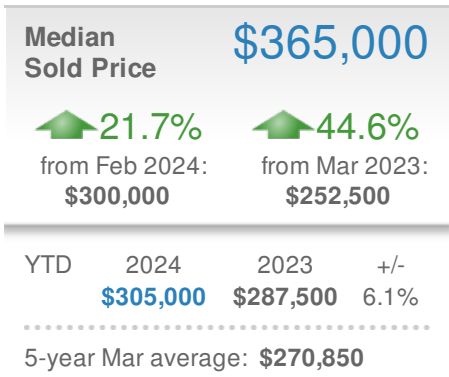 Median $365,000
Sold Price
21.7% 44.6%
from Feb 2024: from Mar 2023:
$300,000 $252,500
YTD 2024 2023 +/-
$305,000 $287,500 6.1%
5-year Mar average: $270,850